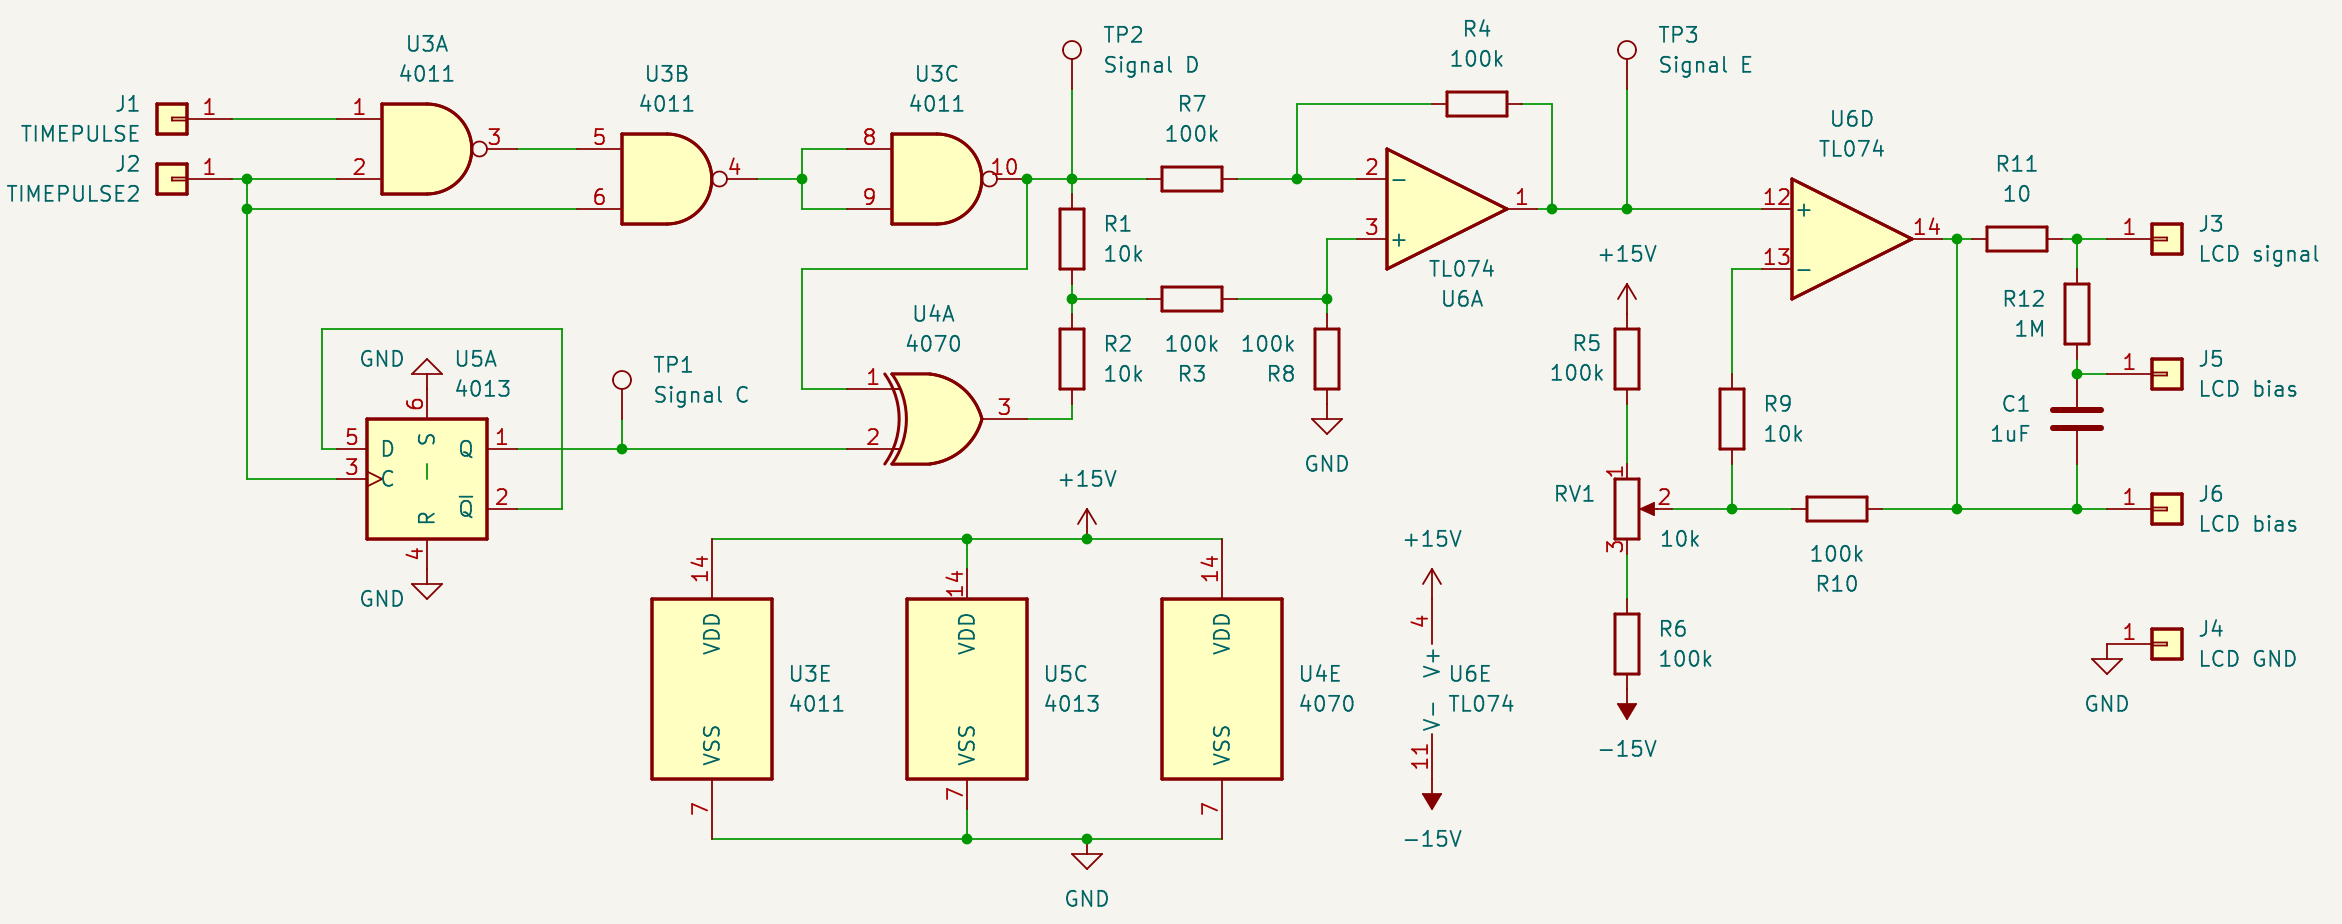 U3A
4011
J1
TIMEPULSE
1
1
J2
TIMEPULSE2
1
2
3
U3B
4011
5
6
4
U3C
4011
8
9
10
TP2
Signal D
R7
100k
R4
100k
TP3
Signal E
2
−
3
+
1
TL074
U6A
R1
10k
R2
10k
100k
R3
100k
R8
GND
U4A
4070
1
2
3
GND
U5A
4013
6
5
D
S
Q
1
3
C
R
Q
2
4
GND
TP1
Signal C
+15V
14
VDD
VSS
7
U3E
4011
14
VDD
VSS
7
U5C
4013
14
VDD
VSS
7
U4E
4070
GND
+15V
4
V+
V−
11
U6E
TL074
−15V
+15V
R5
100k
RV1
1
2
3
10k
R6
100k
−15V
U6D
TL074
12
+
13
−
14
R9
10k
100k
R10
R11
10
1
J3
LCD signal
R12
1M
1
J5
LCD bias
C1
1uF
1
J6
LCD bias
1
J4
LCD GND
GND